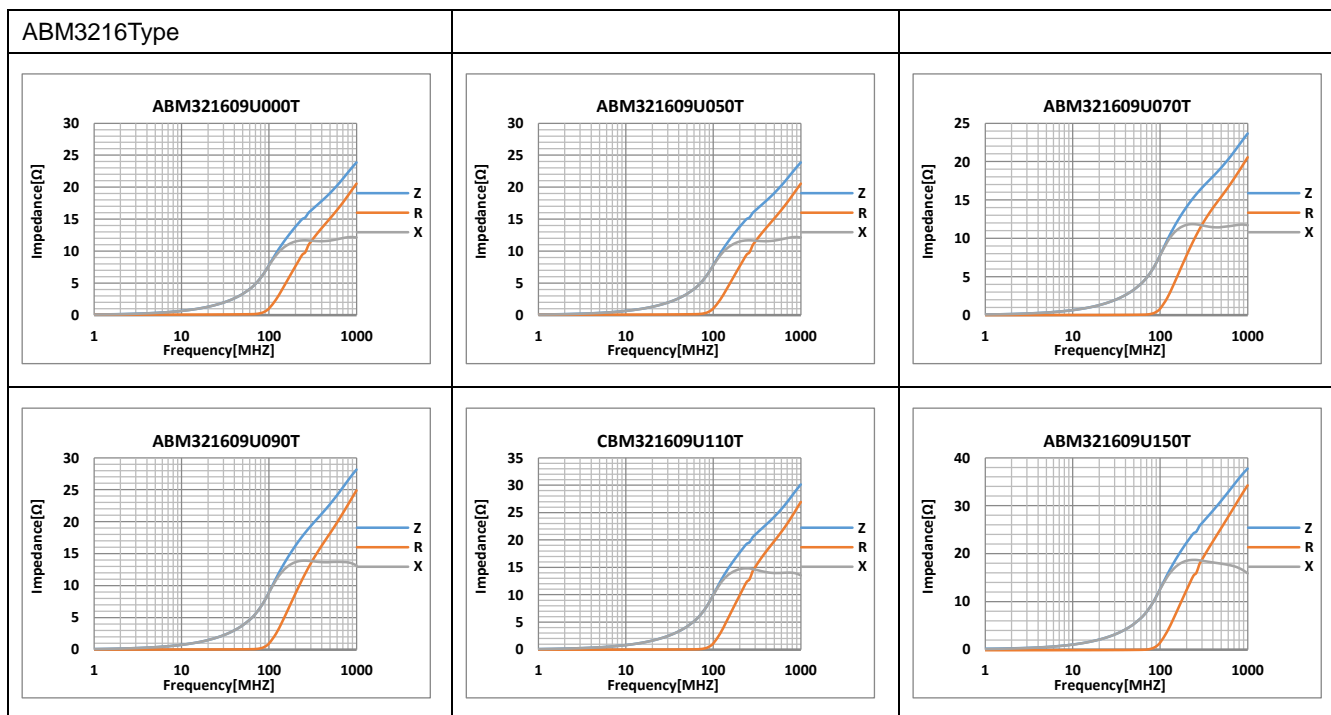 ABM3216Type
ABM321609U000T
30
25
20
15
10
5
0
Impedance[Ω]
1 10 100 1000
Frequency[MHZ]
Z
R
X
ABM321609U050T
30
25
20
15
10
5
0
Impedance[Ω]
1 10 100 1000
Frequency[MHZ]
Z
R
X
ABM321609U070T
25
20
15
10
5
0
Impedance[Ω]
1 10 100 1000
Frequency[MHZ]
Z
R
X
ABM321609U090T
30
25
20
15
10
5
0
Impedance[Ω]
1 10 100 1000
Frequency[MHZ]
Z
R
X
CBM321609U110T
35
30
25
20
15
10
5
0
Impedance[Ω]
1 10 100 1000
Frequency[MHZ]
Z
R
X
ABM321609U150T
40
30
20
10
0
Impedance[Ω]
1 10 100 1000
Frequency[MHZ]
Z
R
X